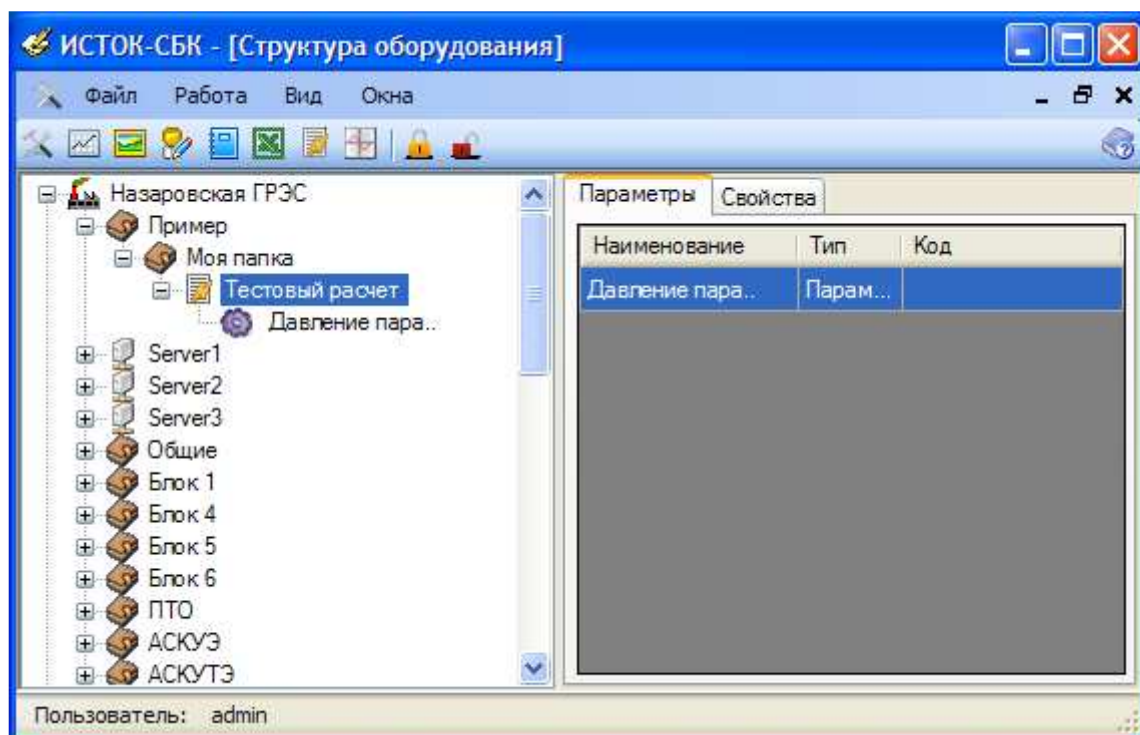 ИСТОК-СБК - [Структура оборудования]
Файл Работа Вид Окна
Назаровская ГРЭС
Пример
Моя папка
Тестовый расчет
Давление пара..
Server1
Server2
Server3
Общие
Блок 1
Блок 4
Блок 5
Блок 6
ПТО
АСКУЭ
АСКУТЭ
Параметры Свойства
Наименование Тип Код
Давление пара.. Парам...
Пользователь: admin